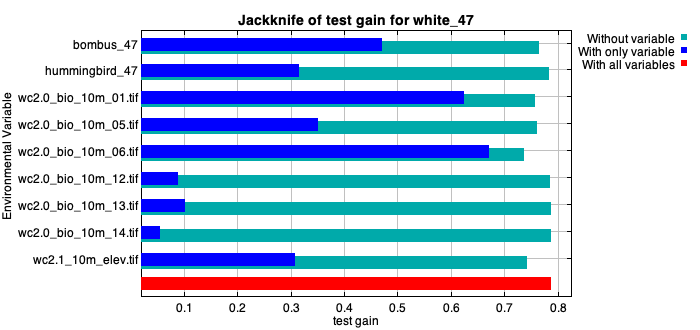 Jackknife of test gain for white_47
Without variable
With only variable
With all variables
Environmental Variable
bombus_47
hummingbird_47
wc2.0_bio_10m_01.tif
wc2.0_bio_10m_05.tif
wc2.0_bio_10m_06.tif
wc2.0_bio_10m_12.tif
wc2.0_bio_10m_13.tif
wc2.0_bio_10m_14.tif
wc2.1_10m_elev.tif
0.1 0.2 0.3 0.4 0.5 0.6 0.7 0.8
test gain